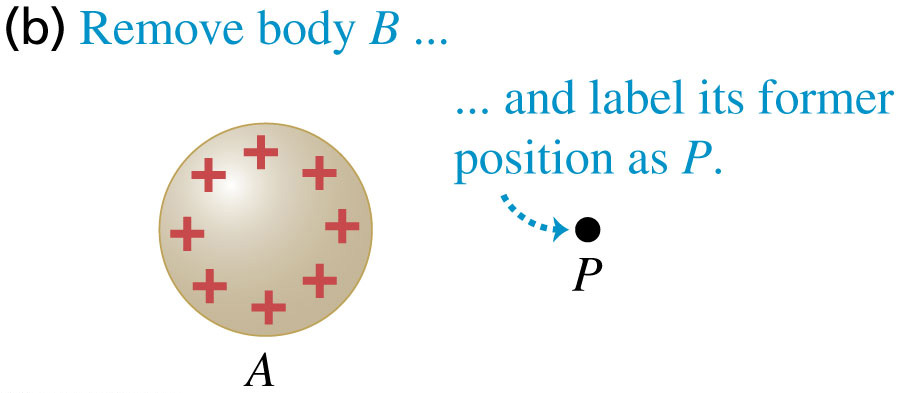 (b) Remove body B ...
... and label its former
position as P.
P
A